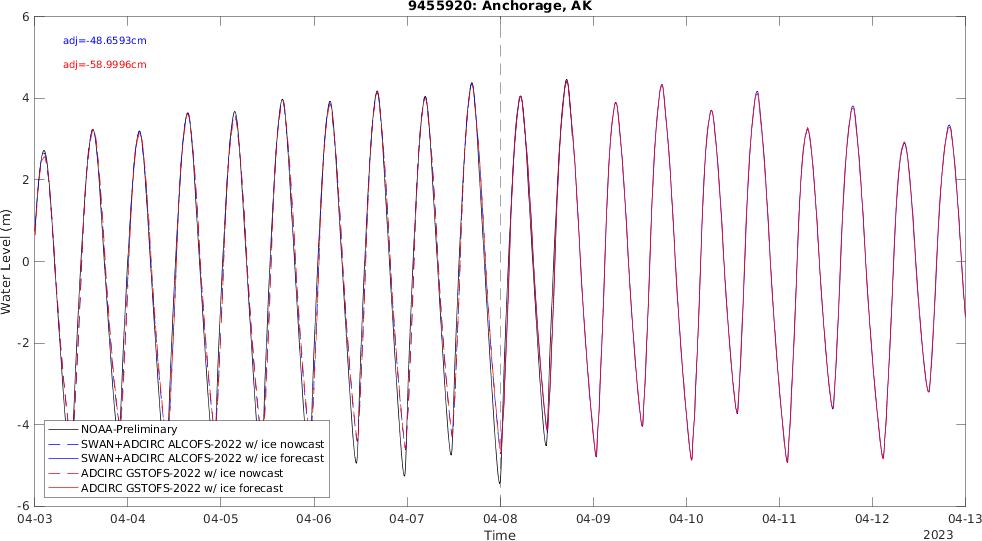 9455920: Anchorage, AK
adj=-48.6593cm
adj=-58.9996cm
6
4
2
0
-2
-4
-6
Water Level (m)
NOAA-Preliminary
SWAN+ADCIRC ALCOFS-2022 w/ ice nowcast
SWAN+ADCIRC ALCOFS-2022 w/ ice forecast
ADCIRC GSTOFS-2022 w/ ice nowcast
ADCIRC GSTOFS-2022 w/ ice forecast
04-03 04-04 04-05 04-06 04-07 04-08 04-09 04-10 04-11 04-12 04-13
Time
2023